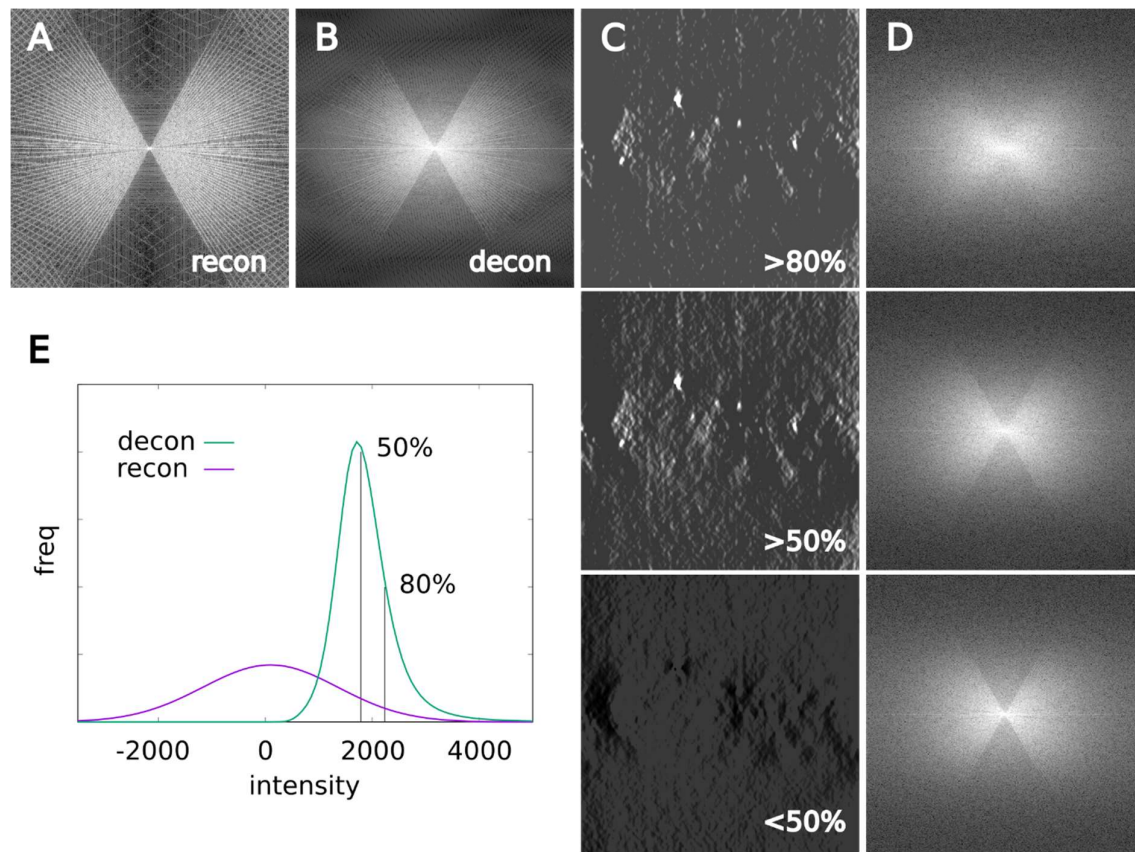 A
recon
B
decon
C
>80%
D
>50%
<50%
E
decon
recon
50%
80%
freq
-2000
0
2000
4000
intensity